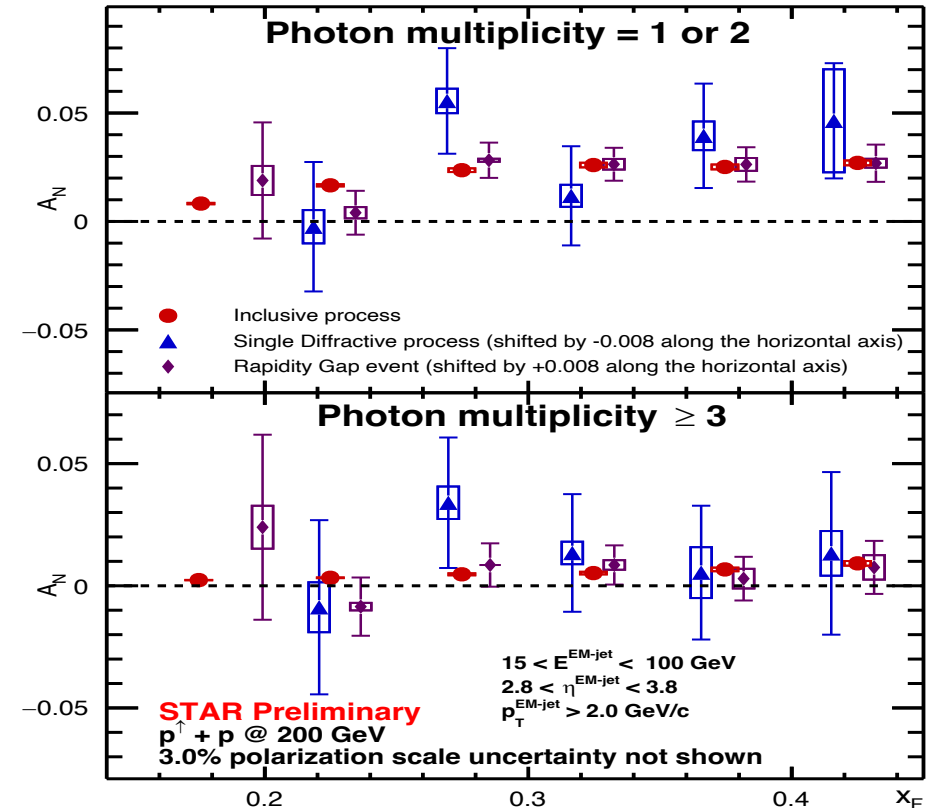 Photon multiplicity = 1 or 2
0.05
A_N
0
−0.05
Inclusive process
Single Diffractive process (shifted by -0.008 along the horizontal axis)
Rapidity Gap event (shifted by +0.008 along the horizontal axis)
Photon multiplicity ≥ 3
0.05
A_N
0
15 < E^EM-jet < 100 GeV
2.8 < η^EM-jet < 3.8
p_T^EM-jet > 2.0 GeV/c
−0.05
STAR Preliminary
p^↑ + p @ 200 GeV
3.0% polarization scale uncertainty not shown
0.2 0.3 0.4 x_F